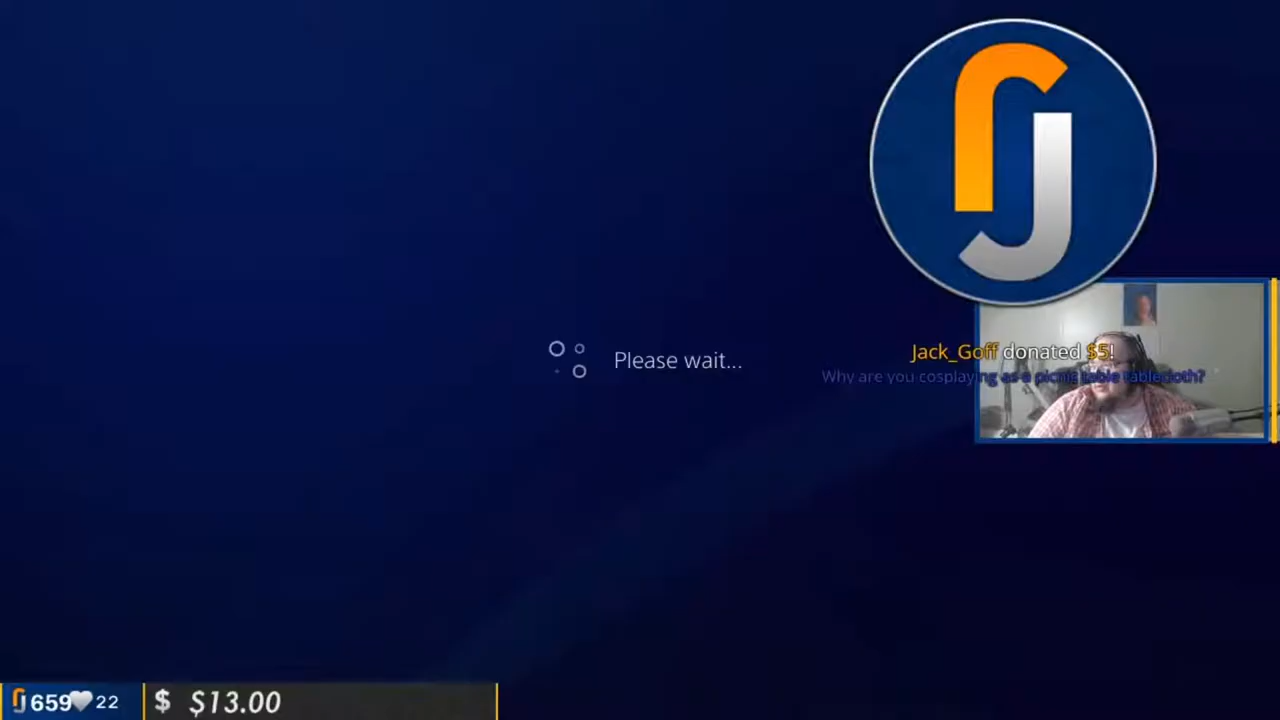 Jack_Goff donated $5!
Please wait...
Why are you cosplaying as a picnic table tablecloth?
659 22
$ $13.00